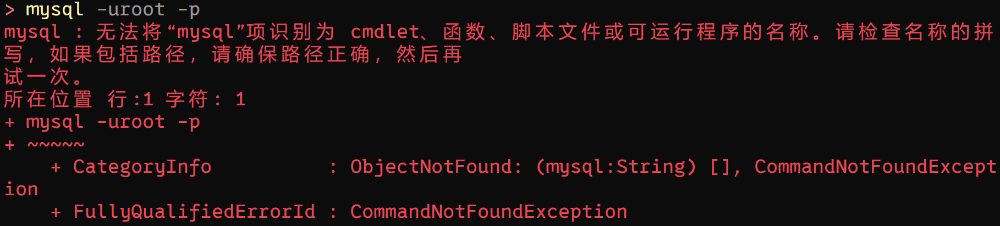 > mysql -uroot -p
mysql : 无法将“mysql”项识别为 cmdlet、函数、脚本文件或可运行程序的名称。请检查名称的拼
写，如果包括路径，请确保路径正确，然后再
试一次。
所在位置 行:1 字符: 1
+ mysql -uroot -p
+ ~~~~~
    + CategoryInfo          : ObjectNotFound: (mysql:String) [], CommandNotFoundExcept
ion
    + FullyQualifiedErrorId : CommandNotFoundException